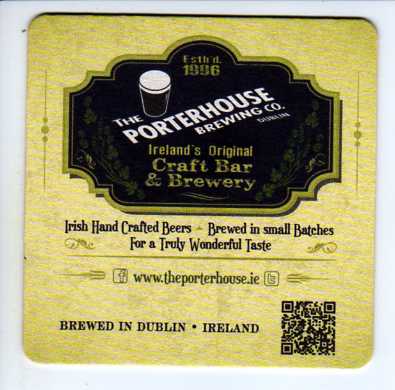 Estb'd.
1996
THE
PORTERHOUSE
BREWING CO.
DUBLIN
Ireland's Original
Craft Bar
& Brewery
Irish Hand Crafted Beers - Brewed in small Batches
For a Truly Wonderful Taste
www.theporterhouse.ie
BREWED IN DUBLIN • IRELAND